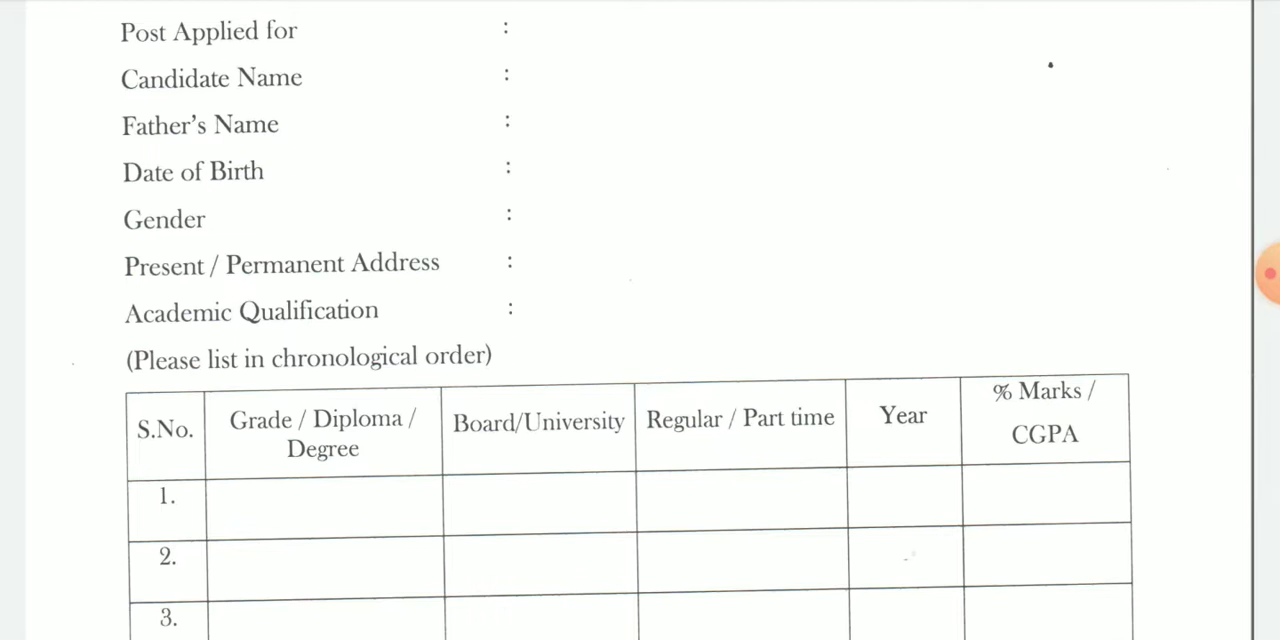 Post Applied for :
Candidate Name :
Father's Name :
Date of Birth :
Gender :
Present / Permanent Address :
Academic Qualification :
(Please list in chronological order)
S.No. Grade / Diploma / Degree Board/University Regular / Part time Year % Marks / CGPA
1.
2.
3.